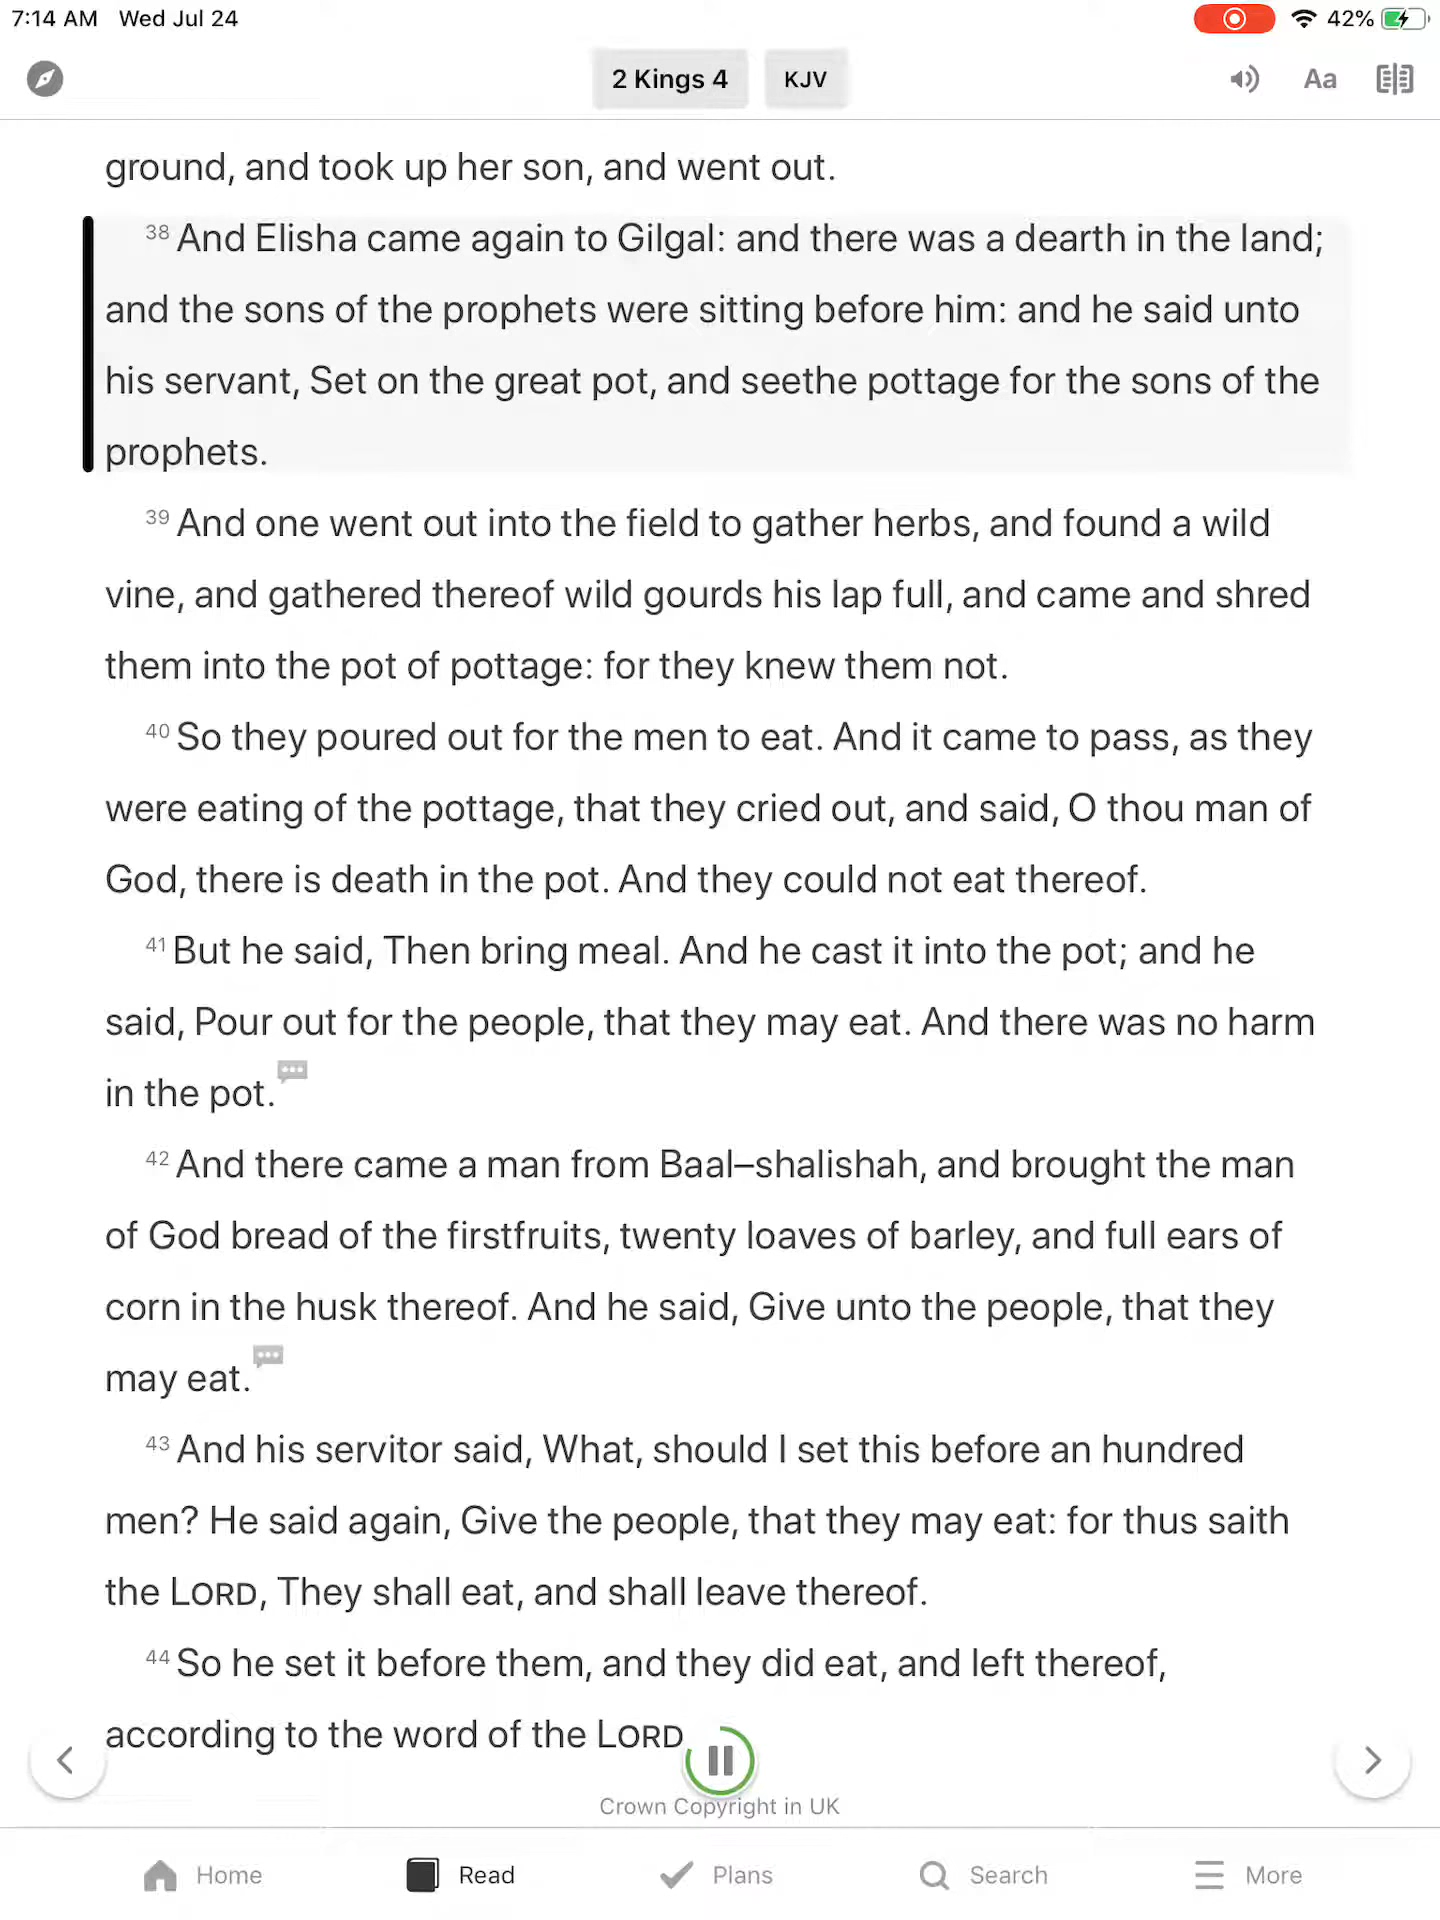 7:14 AM Wed Jul 24 42%
2 Kings 4 KJV Aa
ground, and took up her son, and went out.
38 And Elisha came again to Gilgal: and there was a dearth in the land;
and the sons of the prophets were sitting before him: and he said unto
his servant, Set on the great pot, and seethe pottage for the sons of the
prophets.
39 And one went out into the field to gather herbs, and found a wild
vine, and gathered thereof wild gourds his lap full, and came and shred
them into the pot of pottage: for they knew them not.
40 So they poured out for the men to eat. And it came to pass, as they
were eating of the pottage, that they cried out, and said, O thou man of
God, there is death in the pot. And they could not eat thereof.
41 But he said, Then bring meal. And he cast it into the pot; and he
said, Pour out for the people, that they may eat. And there was no harm
in the pot.
42 And there came a man from Baal–shalishah, and brought the man
of God bread of the firstfruits, twenty loaves of barley, and full ears of
corn in the husk thereof. And he said, Give unto the people, that they
may eat.
43 And his servitor said, What, should I set this before an hundred
men? He said again, Give the people, that they may eat: for thus saith
the LORD, They shall eat, and shall leave thereof.
44 So he set it before them, and they did eat, and left thereof,
according to the word of the LORD
Crown Copyright in UK
Home Read Plans Search More